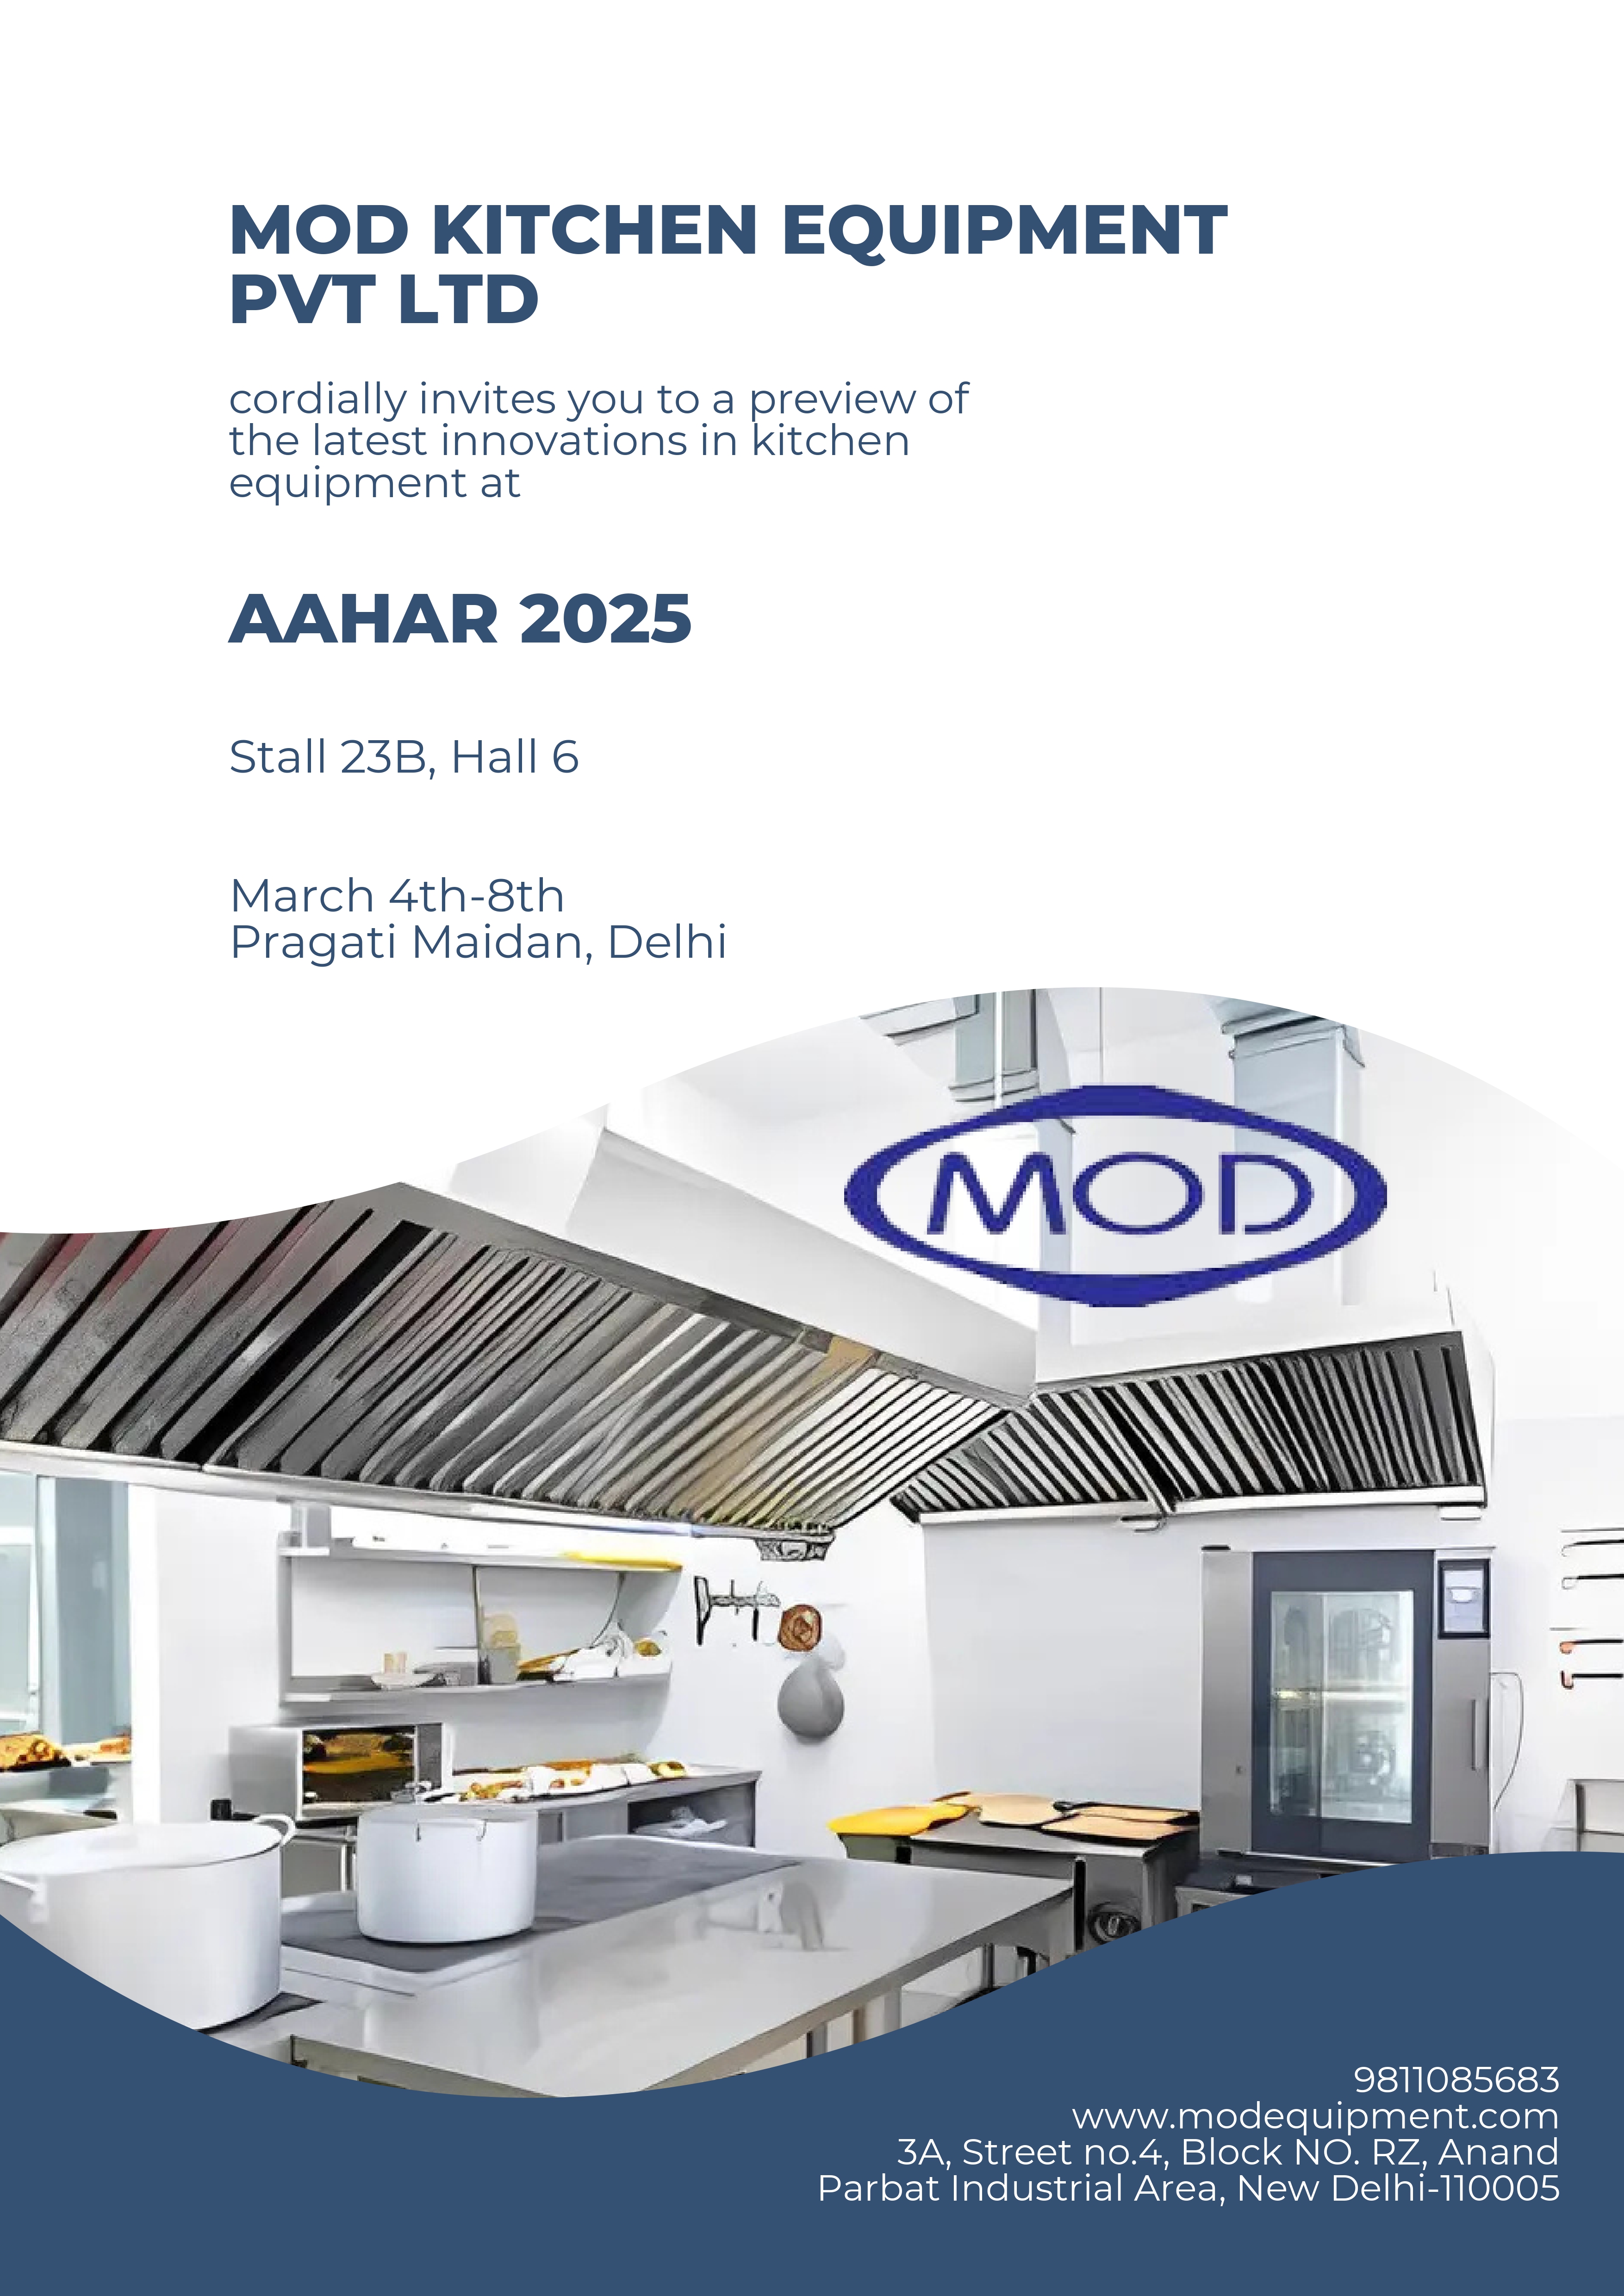 MOD KITCHEN EQUIPMENT
PVT LTD
cordially invites you to a preview of
the latest innovations in kitchen
equipment at
AAHAR 2025
Stall 23B, Hall 6
March 4th-8th
Pragati Maidan, Delhi
MOD
9811085683
www.modequipment.com
3A, Street no.4, Block NO. RZ, Anand
Parbat Industrial Area, New Delhi-110005